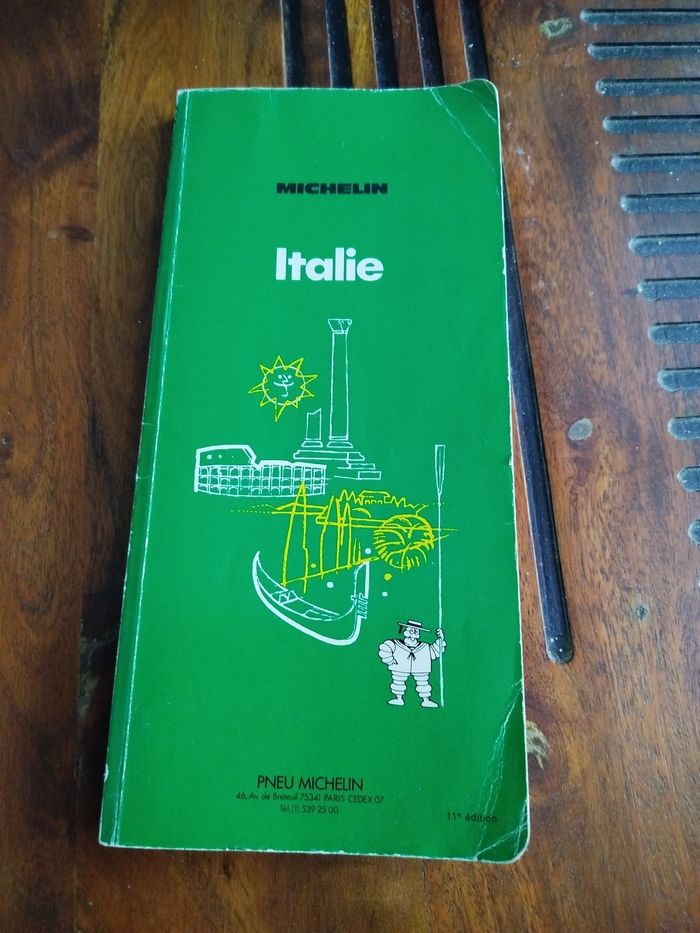 MICHELIN
Italie
PNEU MICHELIN
46, Av. de Breteuil 75341 PARIS CEDEX 07
Tél. (1) 539 25 00
11e édition